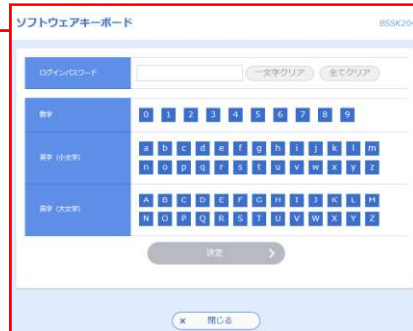 ソフトウェアキーボード
BSSK204
ログインパスワード
一文字クリア
全てクリア
数字
0 1 2 3 4 5 6 7 8 9
英字（小文字）
a b c d e f g h i j k l m
n o p q r s t u v w x y z
英字（大文字）
A B C D E F G H I J K L M
N O P Q R S T U V W X Y Z
決定
× 閉じる